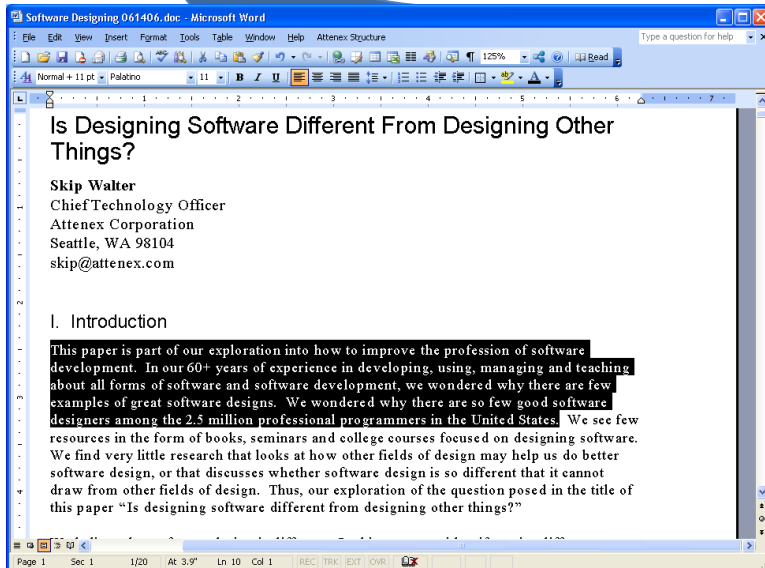 Software Designing 061406.doc - Microsoft Word
File Edit View Insert Format Tools Table Window Help Attenex Structure Type a question for help
125% Read
Normal + 11 pt Palatino 11 B I U A
1 2 3 4 5 6 7
Is Designing Software Different From Designing Other
Things?
Skip Walter
Chief Technology Officer
Attenex Corporation
Seattle, WA 98104
skip@attenex.com
I. Introduction
This paper is part of our exploration into how to improve the profession of software
development. In our 60+ years of experience in developing, using, managing and teaching
about all forms of software and software development, we wondered why there are few
examples of great software designs. We wondered why there are so few good software
designers among the 2.5 million professional programmers in the United States. We see few
resources in the form of books, seminars and college courses focused on designing software.
We find very little research that looks at how other fields of design may help us do better
software design, or that discusses whether software design is so different that it cannot
draw from other fields of design. Thus, our exploration of the question posed in the title of
this paper “Is designing software different from designing other things?”
Page 1 Sec 1 1/20 At 3.9" Ln 10 Col 1 REC TRK EXT OVR